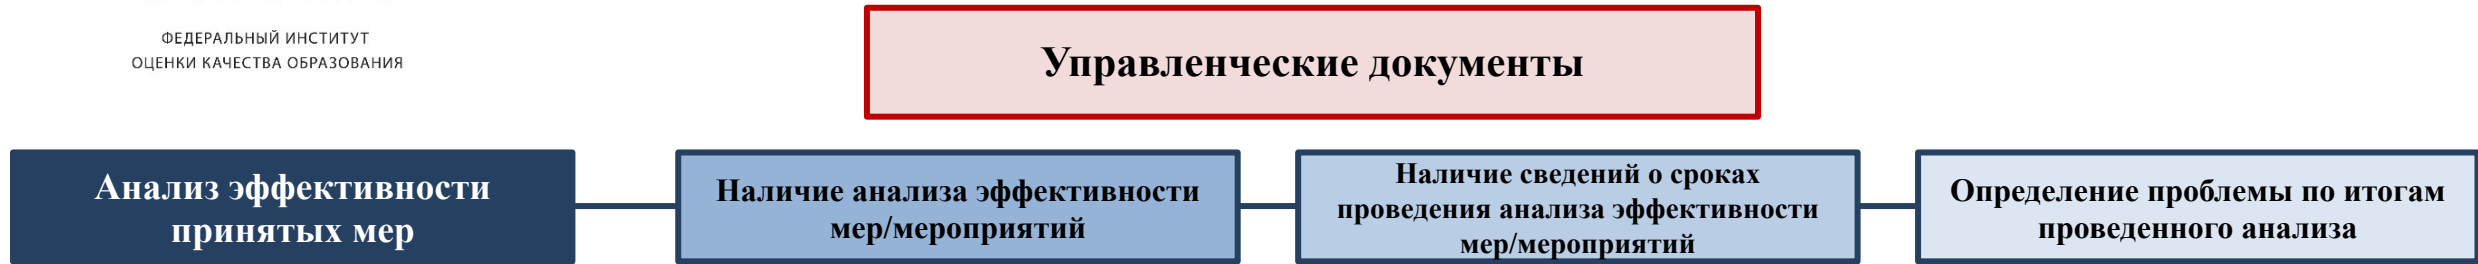 ФЕДЕРАЛЬНЫЙ ИНСТИТУТ
ОЦЕНКИ КАЧЕСТВА ОБРАЗОВАНИЯ
Управленческие документы
Анализ эффективности
принятых мер
Наличие анализа эффективности
мер/мероприятий
Наличие сведений о сроках
проведения анализа эффективности
мер/мероприятий
Определение проблемы по итогам
проведенного анализа